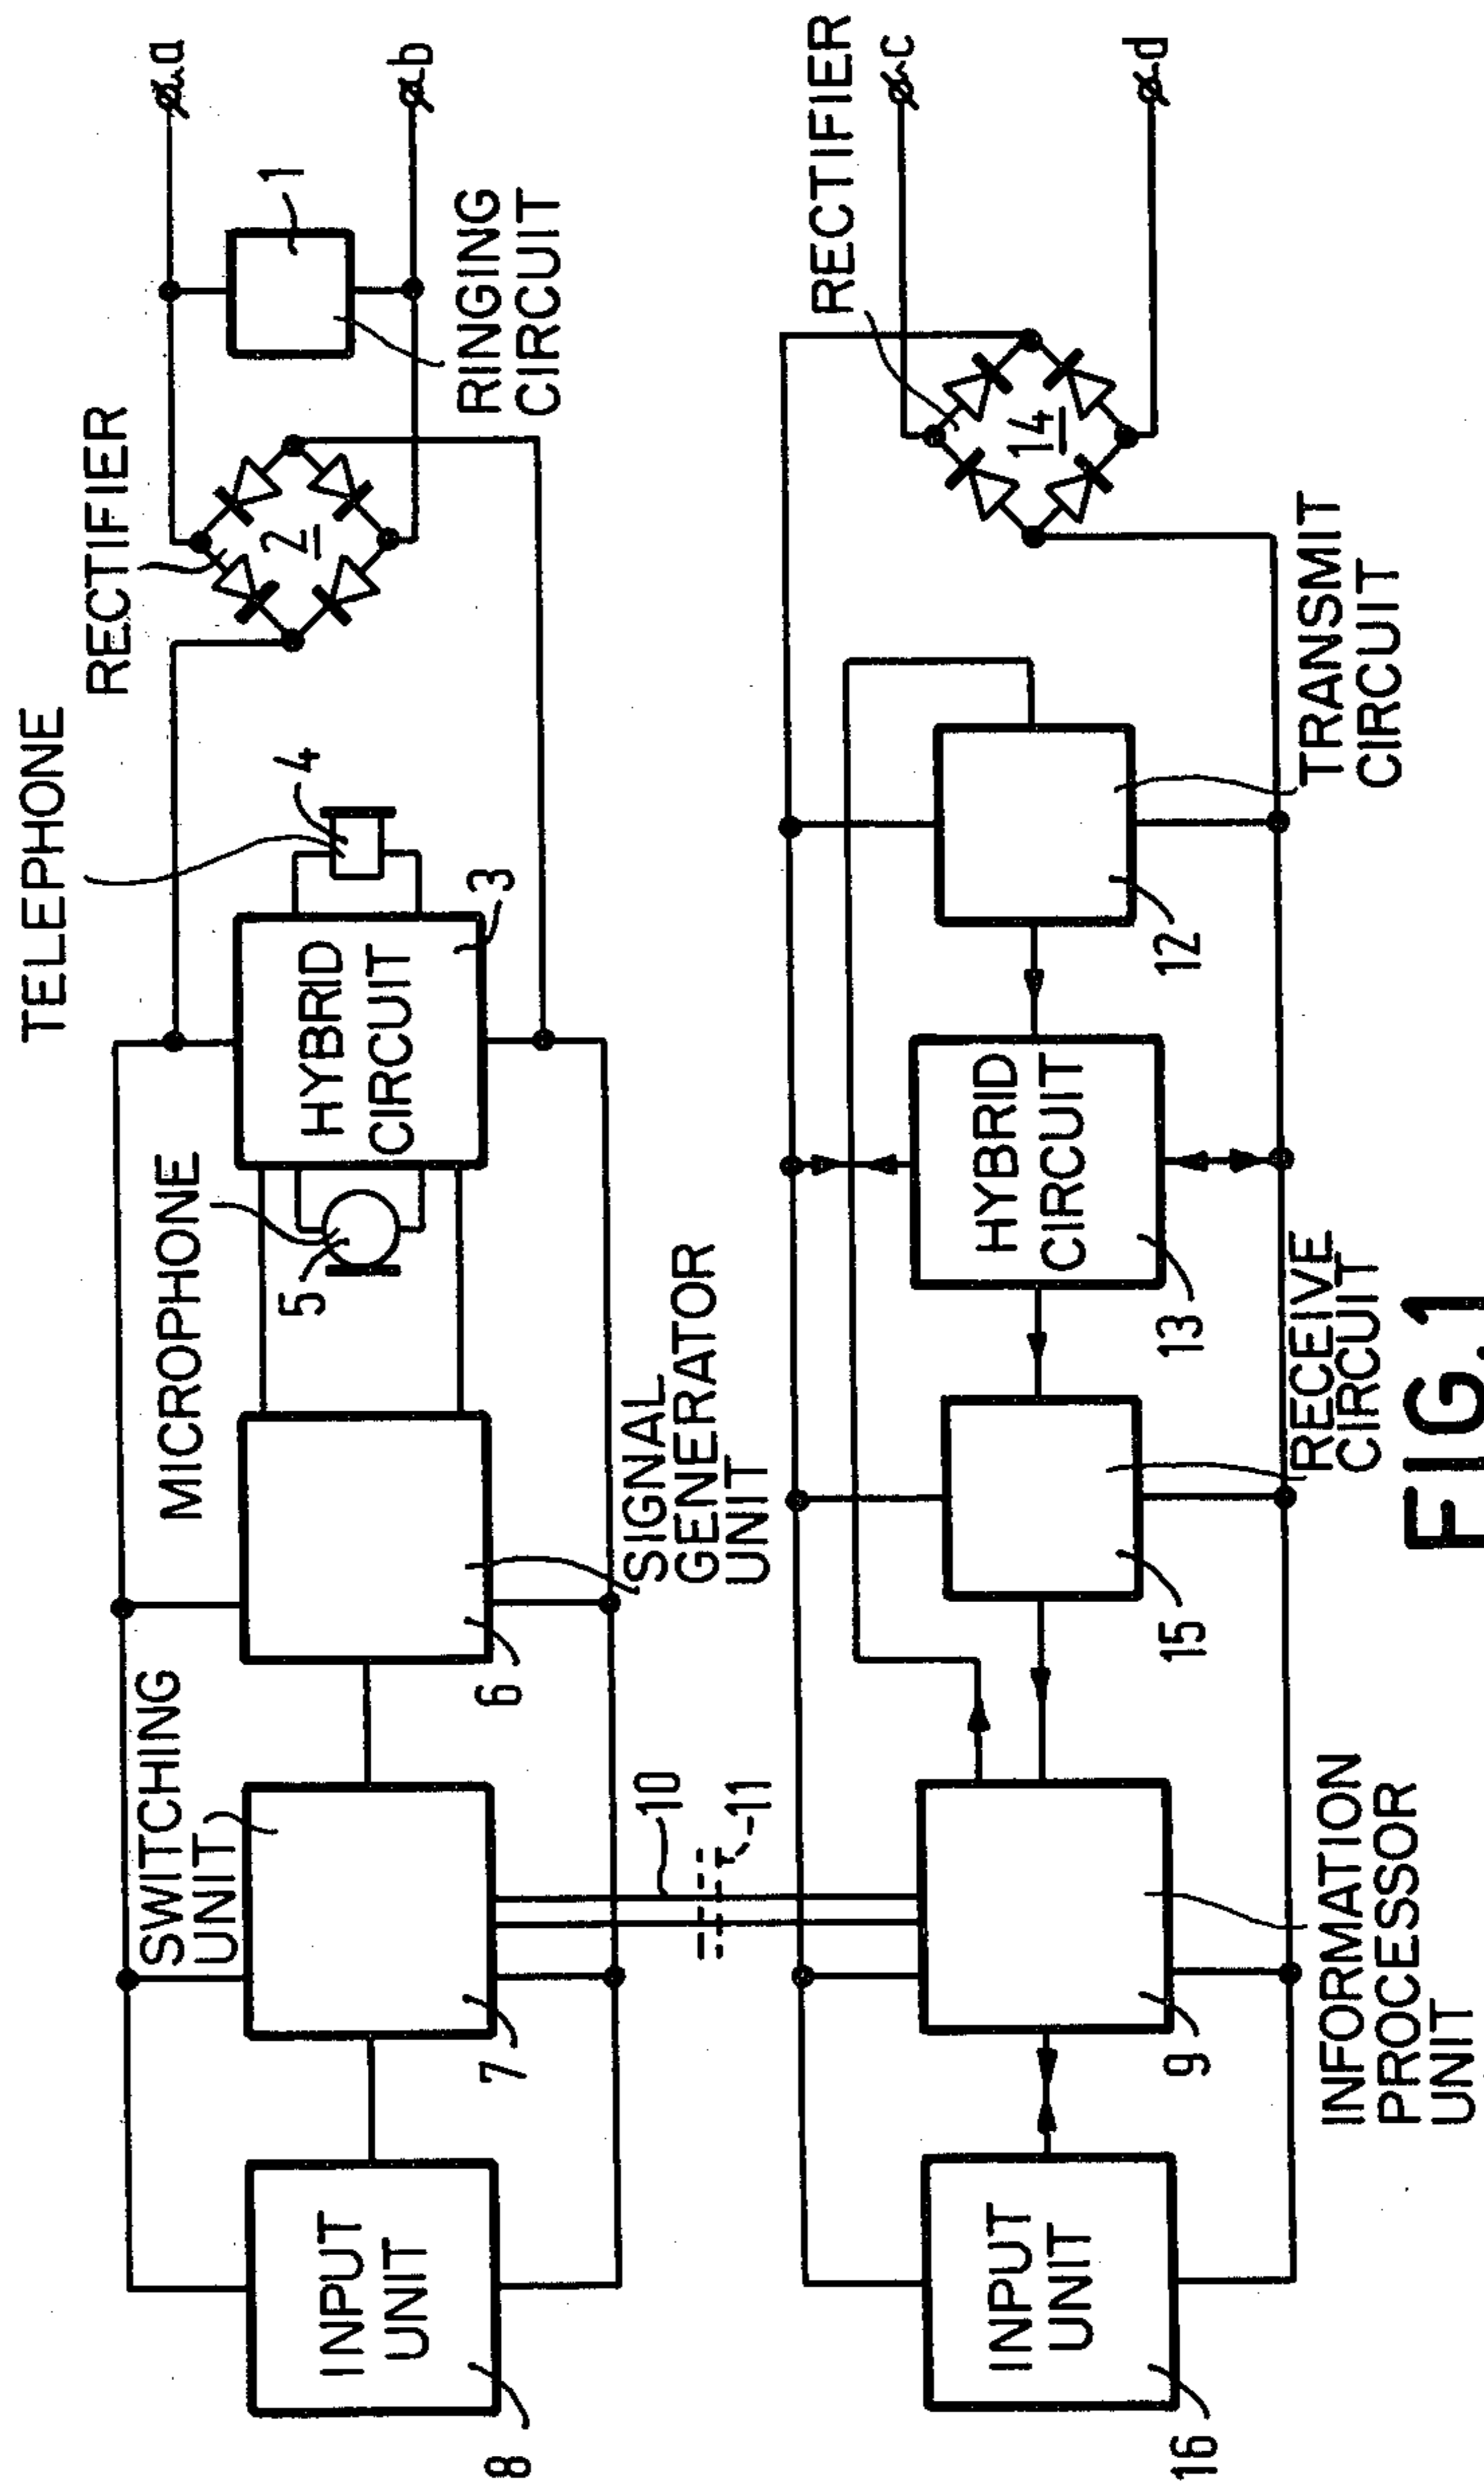 TELEPHONE
RECTIFIER
a
MICROPHONE
4
1
SWITCHING
UNIT
5
HYBRID
CIRCUIT
3
2
b
INPUT
UNIT
8
7
6
SIGNAL
GENERATOR
UNIT
RINGING
CIRCUIT
10
11
RECTIFIER
c
INPUT
UNIT
HYBRID
CIRCUIT
14
d
16
9
15
13
12
INFORMATION
PROCESSOR
UNIT
RECEIVE
CIRCUIT
TRANSMIT
CIRCUIT
FIG. 1